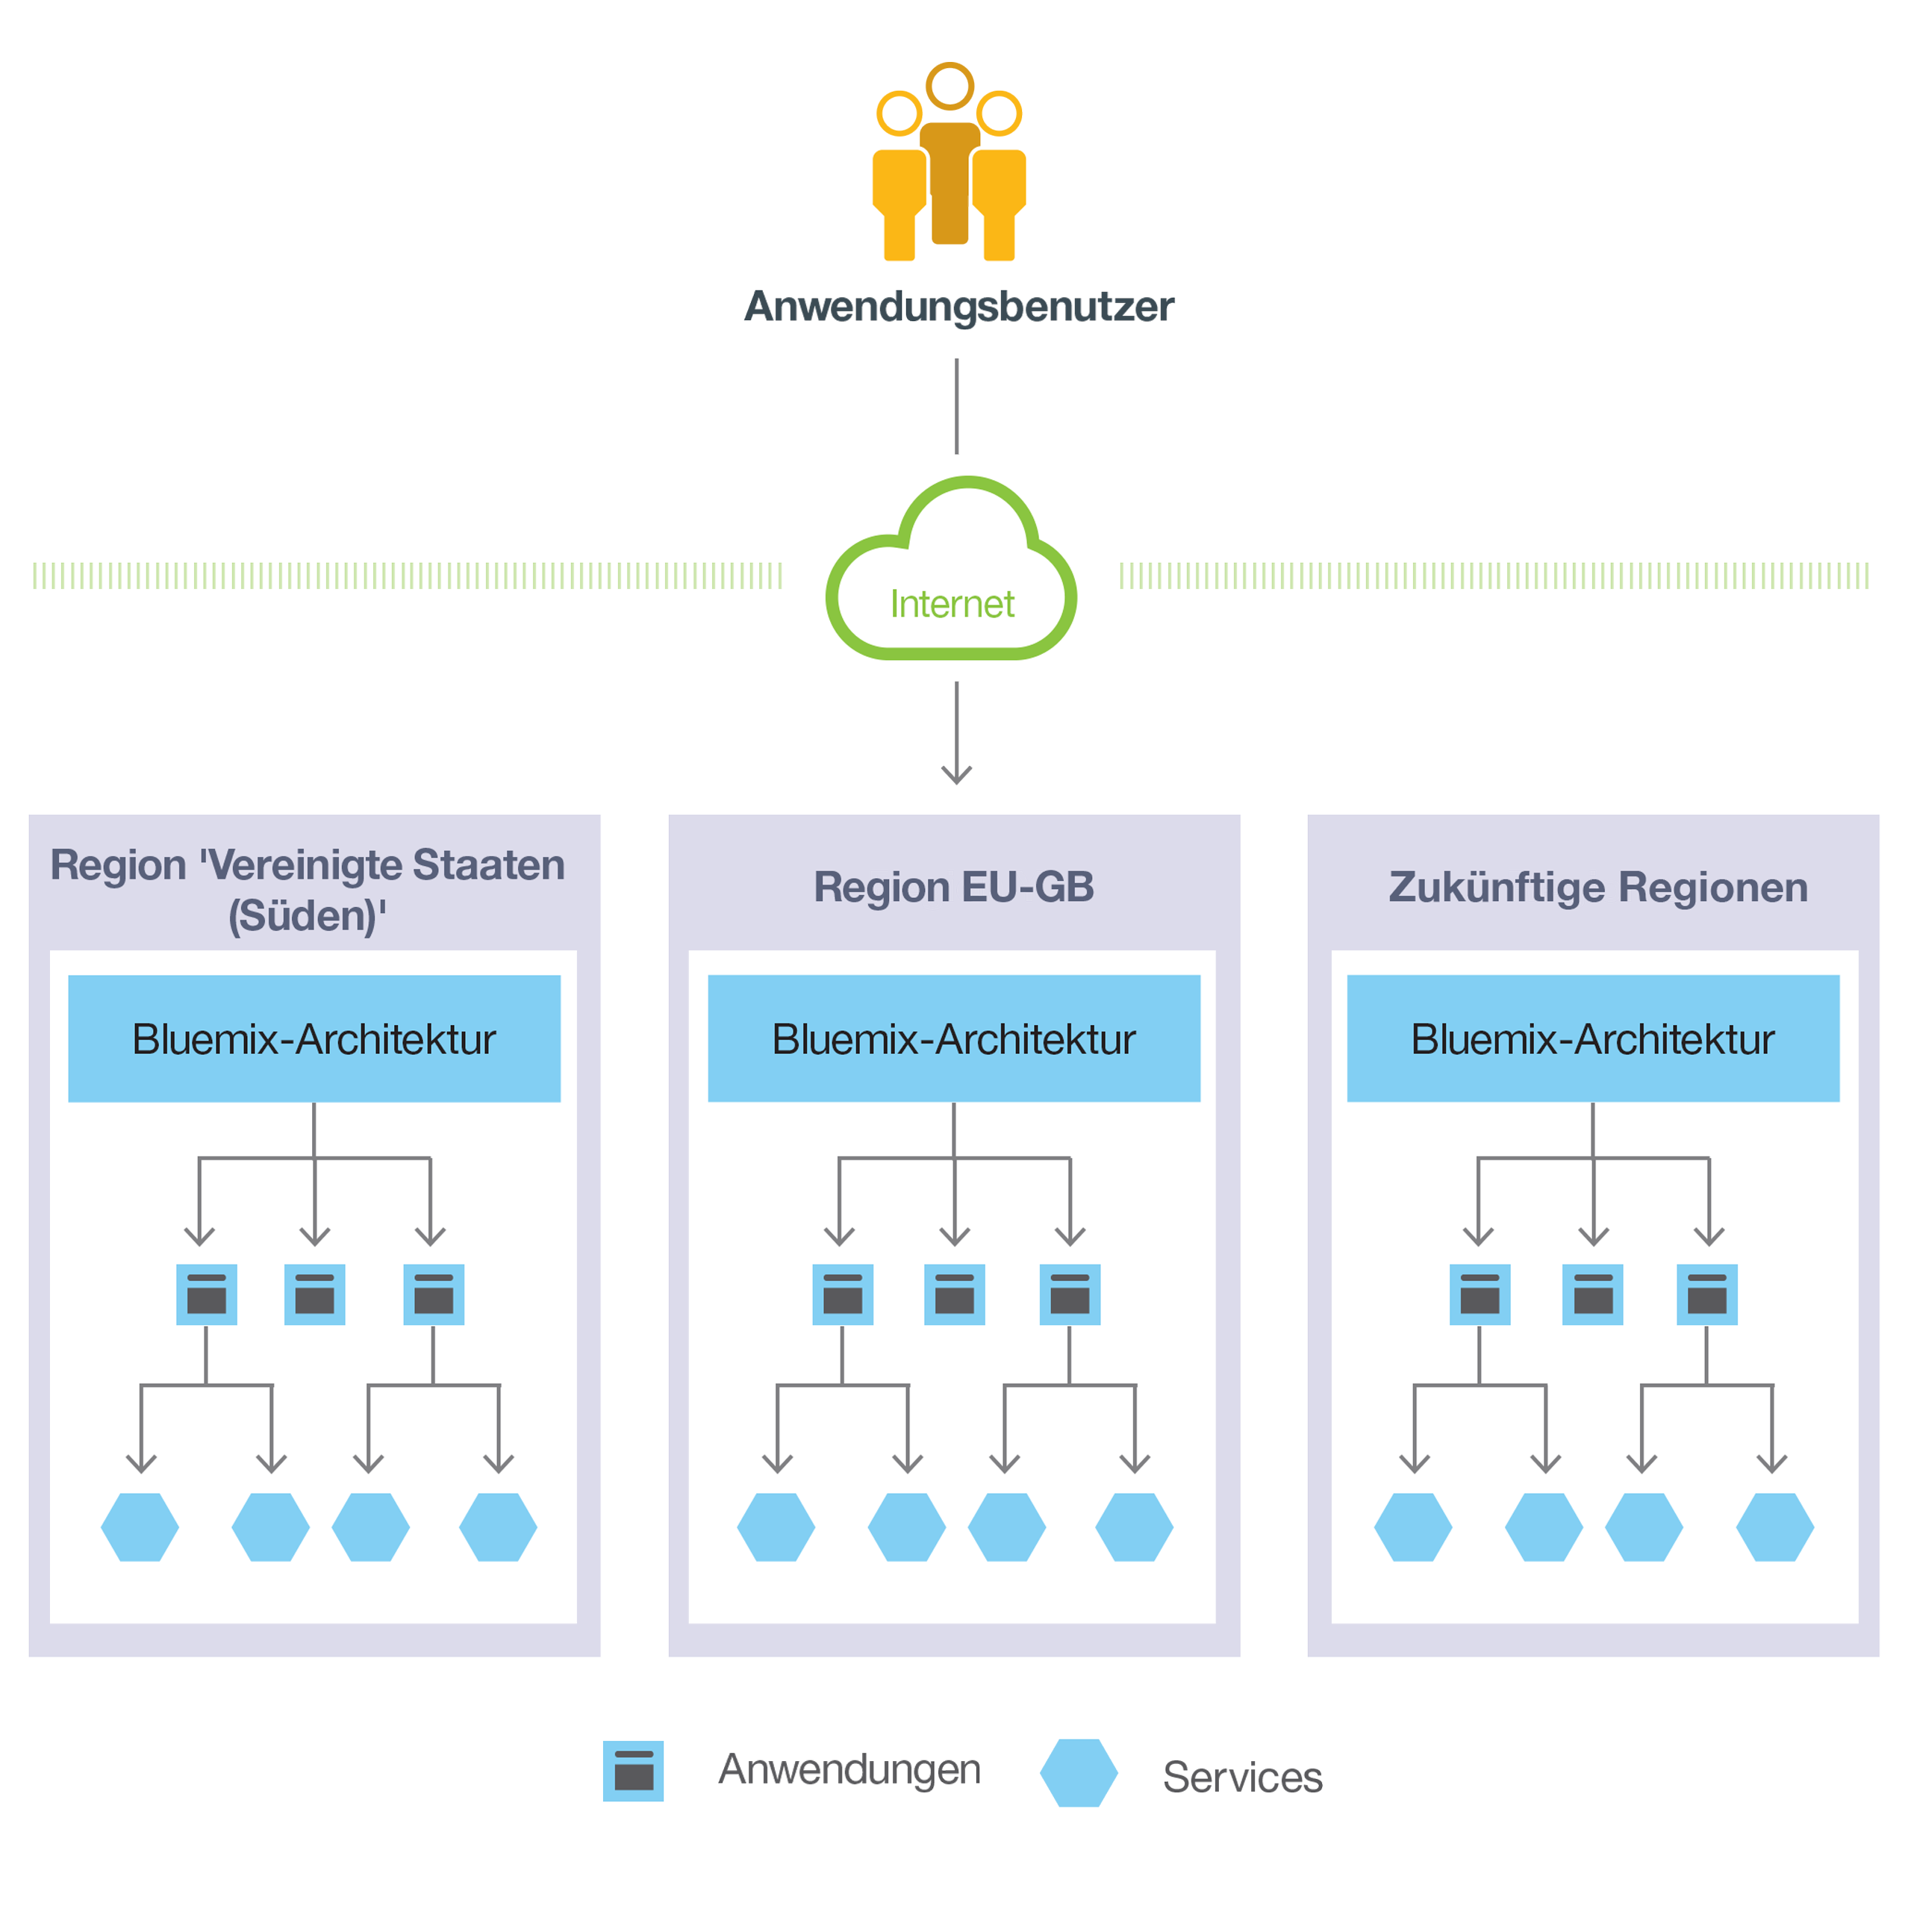 Anwendungsbenutzer
Internet
Region 'Vereinigte Staaten
(Süden)'
Region EU-GB
Zukünftige Regionen
Bluemix-Architektur
Bluemix-Architektur
Bluemix-Architektur
Anwendungen
Services